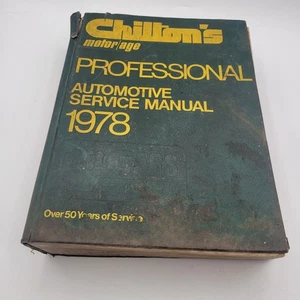 Chilton's
motor/age
PROFESSIONAL
AUTOMOTIVE
SERVICE MANUAL
1978
Over 50 Years of Service